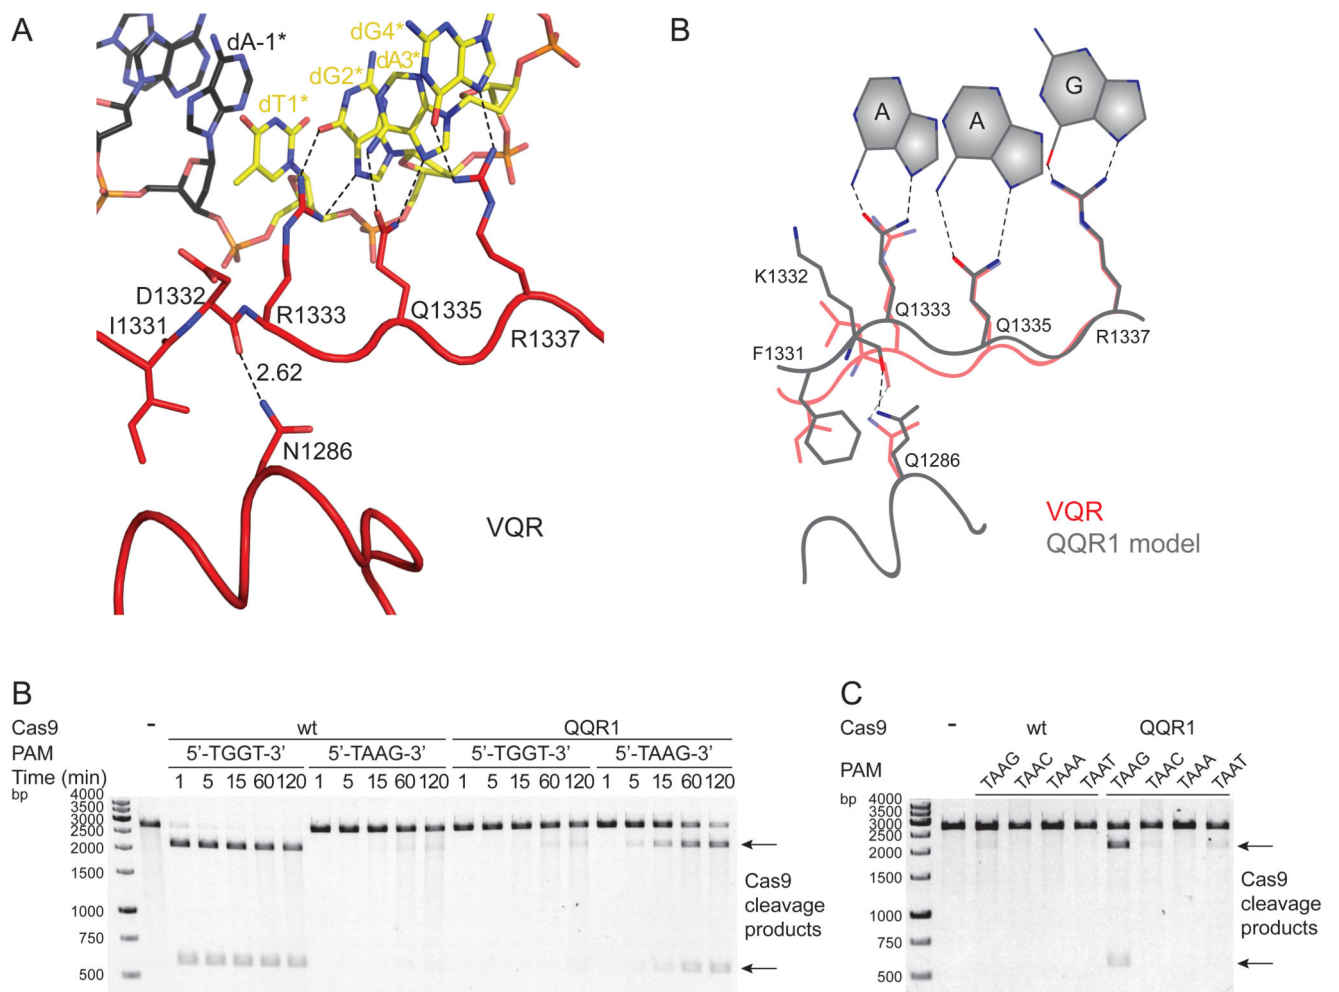 A
dA-1*
dG4*
dG2* dA3*
dT1*
D1332
I1331
R1333
Q1335
R1337
2.62
N1286
VQR
B
A
A
G
K1332
Q1333
Q1335
R1337
F1331
Q1286
VQR
QQR1 model
B
Cas9 - wt QQR1
PAM 5'-TGGT-3' 5'-TAAG-3' 5'-TGGT-3' 5'-TAAG-3'
Time (min) 1 5 15 60 120 1 5 15 60 120 1 5 15 60 120 1 5 15 60 120
bp
4000
3000
2500
2000
1500
1000
750
500
Cas9
cleavage
products
C
Cas9 - wt QQR1
PAM TAAG TAAC TAAA TAAT TAAG TAAC TAAA TAAT
bp
4000
3000
2500
2000
1500
1000
750
500
Cas9
cleavage
products